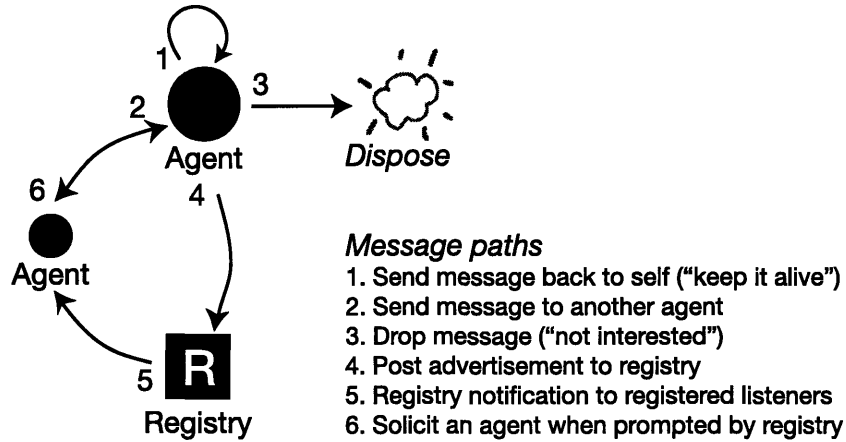 1
3
2
Agent
Dispose
4
6
Agent
5
R
Registry
Message paths
1. Send message back to self (“keep it alive”)
2. Send message to another agent
3. Drop message (“not interested”)
4. Post advertisement to registry
5. Registry notification to registered listeners
6. Solicit an agent when prompted by registry